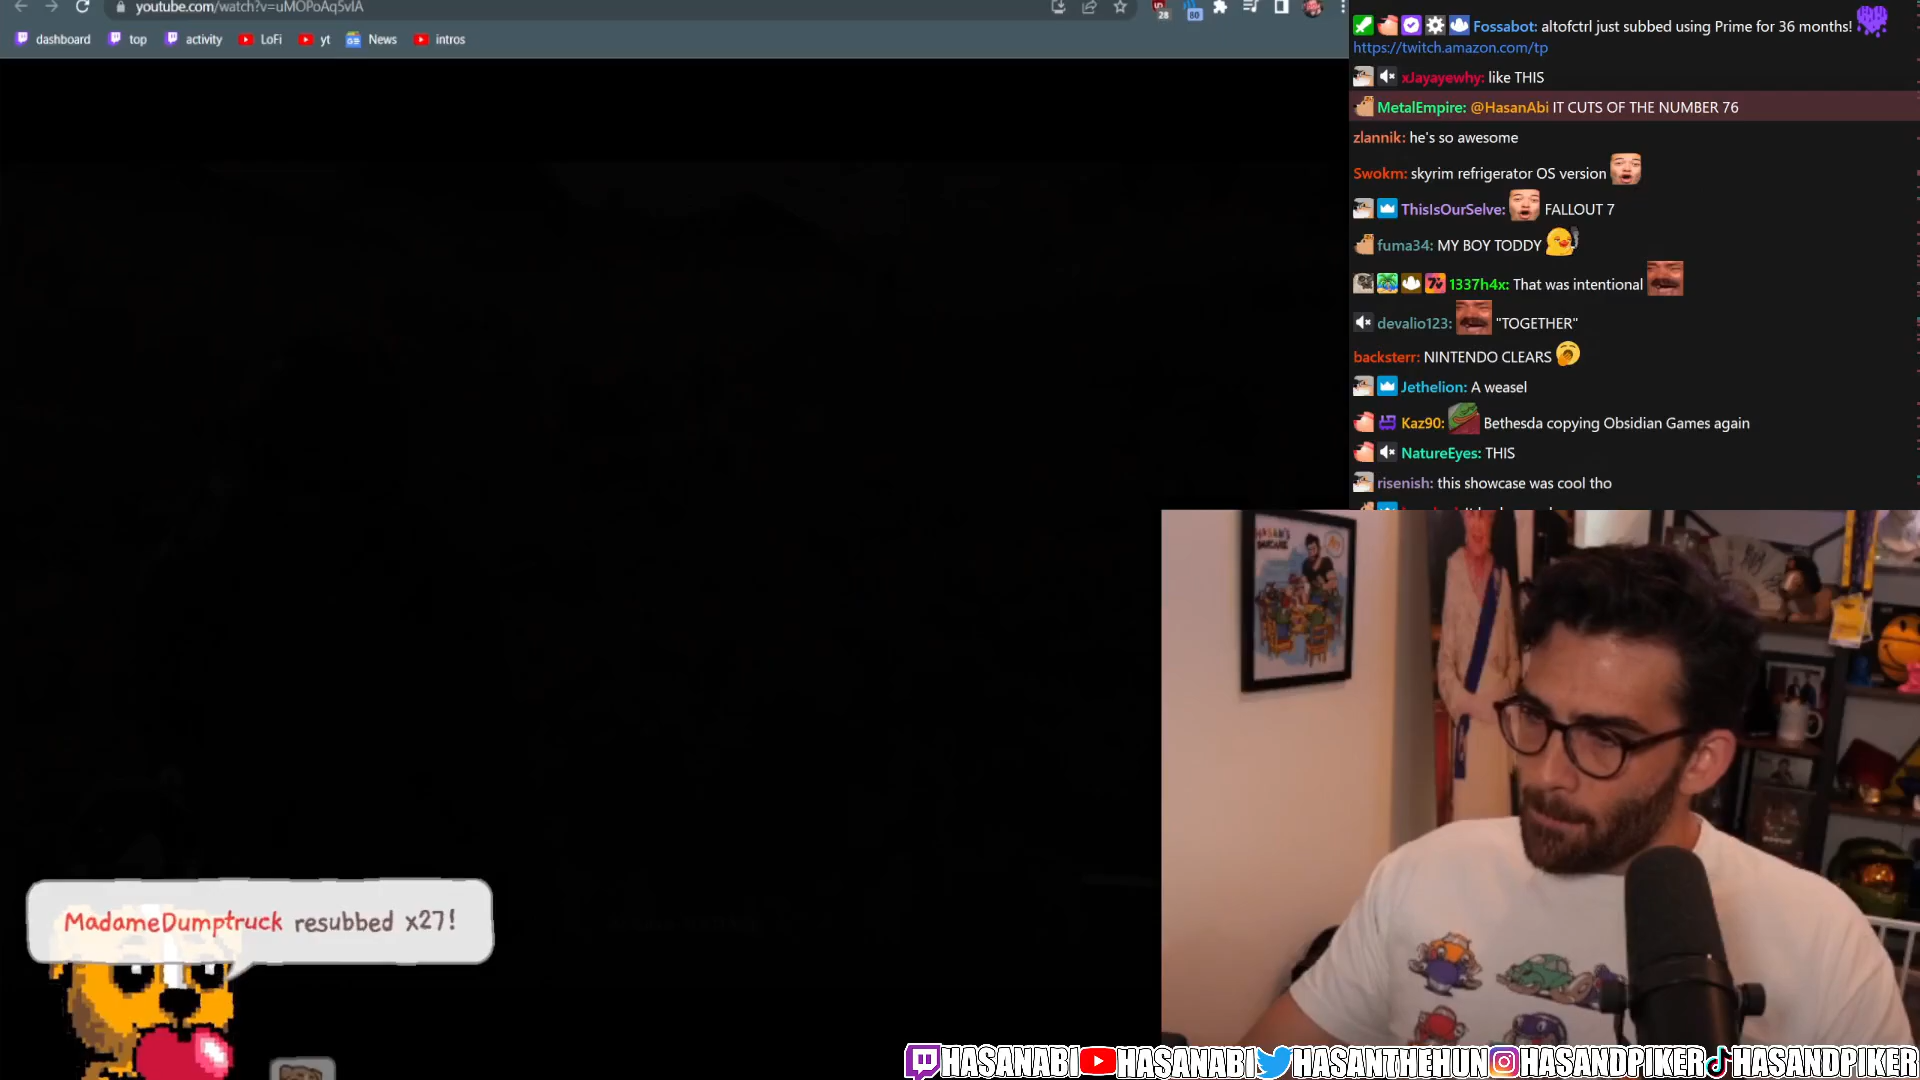 youtube.com/watch?v=uMOPoAq5vIA
28
80
dashboard
top
activity
LoFi
yt
News
intros
Fossabot: altofctrl just subbed using Prime for 36 months!
https://twitch.amazon.com/tp
xJayayewhy: like THIS
MetalEmpire: @HasanAbi IT CUTS OF THE NUMBER 76
zlannik: he's so awesome
Swokm: skyrim refrigerator OS version
ThisIsOurSelve: FALLOUT 7
fuma34: MY BOY TODDY
1337h4x: That was intentional
devalio123: "TOGETHER"
backsterr: NINTENDO CLEARS
Jethelion: A weasel
Kaz90: Bethesda copying Obsidian Games again
NatureEyes: THIS
risenish: this showcase was cool tho
MadameDumptruck resubbed x27!
HASANABI HASANABI HASANTHEHUN HASANDPIKER HASANDPIKER